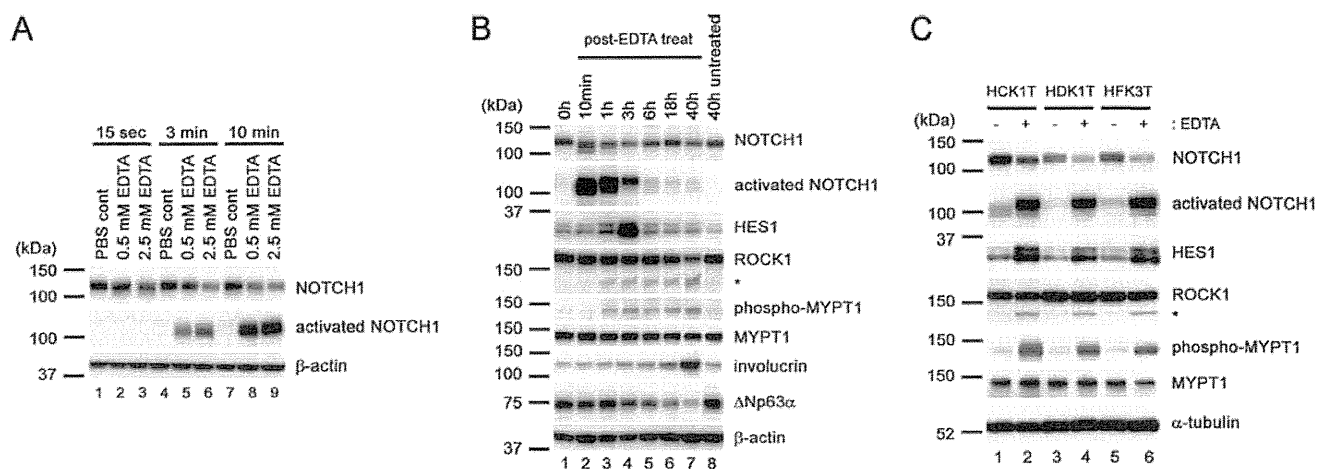 A
15 sec 3 min 10 min
PBS cont
0.5 mM EDTA
2.5 mM EDTA
PBS cont
0.5 mM EDTA
2.5 mM EDTA
PBS cont
0.5 mM EDTA
2.5 mM EDTA
(kDa)
150
100
NOTCH1
100
activated NOTCH1
37
β-actin
1 2 3 4 5 6 7 8 9
B
post-EDTA treat
0h
10min
1h
3h
6h
18h
40h
40h untreated
(kDa)
150
100
NOTCH1
100
activated NOTCH1
37
HES1
ROCK1
150
*
150
phospho-MYPT1
150
MYPT1
150
100
involucrin
75
ΔNp63α
37
β-actin
1 2 3 4 5 6 7 8
C
HCK1T HDK1T HFK3T
- + - + - + : EDTA
(kDa)
150
100
NOTCH1
100
activated NOTCH1
37
HES1
150
ROCK1
*
150
phospho-MYPT1
150
MYPT1
52
α-tubulin
1 2 3 4 5 6